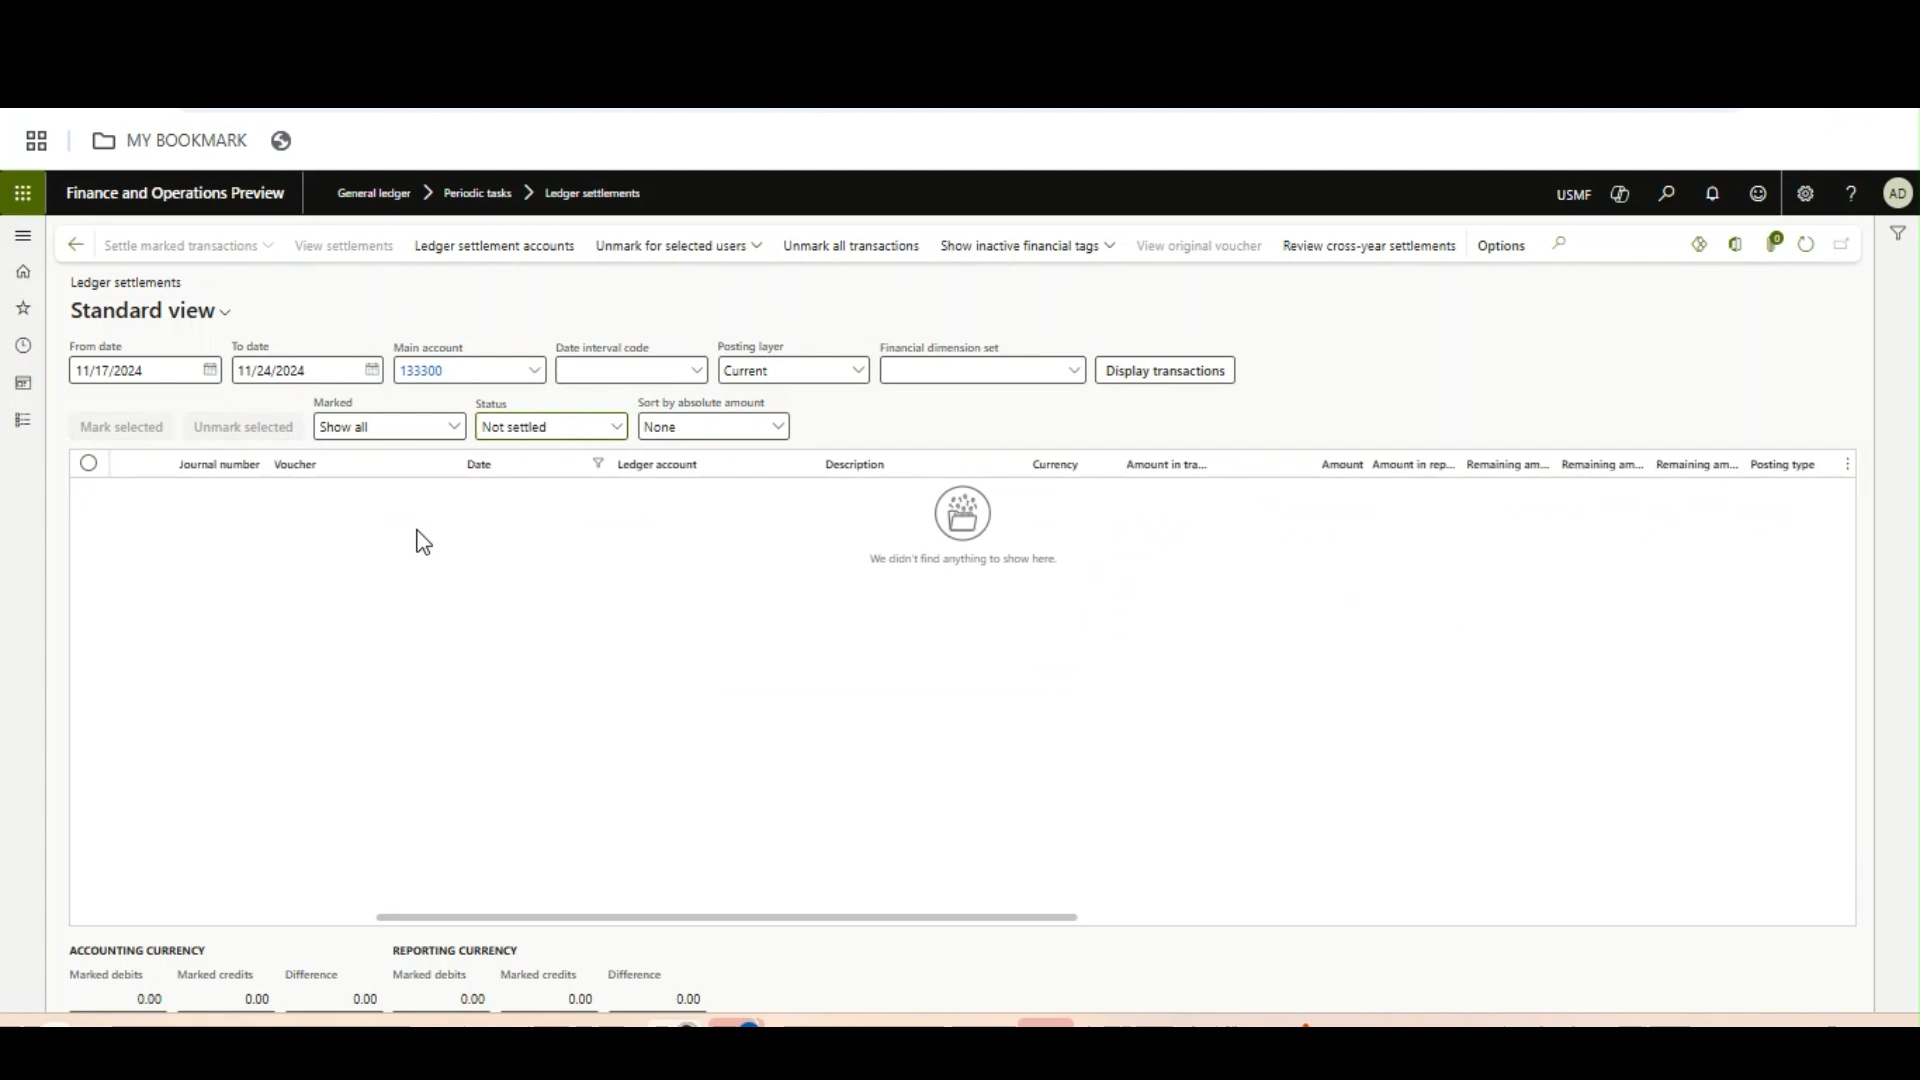 MY BOOKMARK
Finance and Operations Preview General ledger Periodic tasks Ledger settlements USMF ? AD
Settle marked transactions View settlements Ledger settlement accounts Unmark for selected users Unmark all transactions Show inactive financial tags View original voucher Review cross-year settlements Options 0
Ledger settlements
Standard view
From date To date Main account Date interval code Posting layer Financial dimension set
11/17/2024 11/24/2024 133300 Current Display transactions
Marked Status Sort by absolute amount
Mark selected Unmark selected Show all Not settled None
Journal number Voucher Date Ledger account Description Currency Amount in tra... Amount Amount in rep... Remaining am... Remaining am... Remaining am... Posting type
We didn't find anything to show here.
ACCOUNTING CURRENCY REPORTING CURRENCY
Marked debits Marked credits Difference Marked debits Marked credits Difference
0.00 0.00 0.00 0.00 0.00 0.00